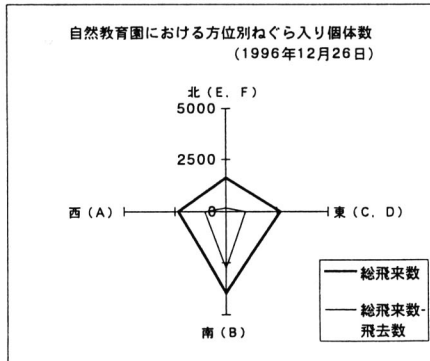 自然教育園における方位別ねぐら入り個体数
(1996年12月26日)
北(E, F)
5000
2500
0
西(A)
東(C, D)
南(B)
総飛来数
総飛来数-
飛去数